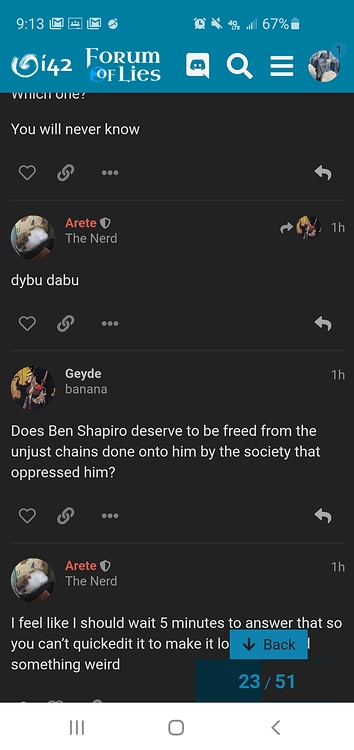 9:13
67%
i42
FORUM
OF LIES
1
Which one?
You will never know
Arete
The Nerd
1h
dybu dabu
Geyde
banana
1h
Does Ben Shapiro deserve to be freed from the
unjust chains done onto him by the society that
oppressed him?
Arete
The Nerd
1h
I feel like I should wait 5 minutes to answer that so
you can't quickedit it to make it
something weird
Back
23 / 51